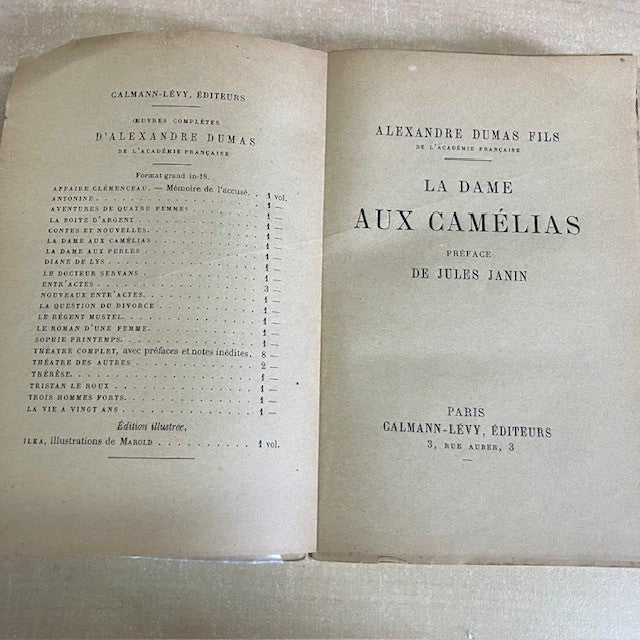 CALMANN-LÉVY, ÉDITEURS
ŒUVRES COMPLÈTES
D'ALEXANDRE DUMAS
DE L'ACADÉMIE FRANÇAISE
Format grand in-18.
AFFAIRE CLÉMENCEAU. — Mémoire de l'accusé. 1 vol.
ANTONINE. 1 —
AVENTURES DE QUATRE FEMMES. 1 —
LA BOITE D'ARGENT. 1 —
CONTES ET NOUVELLES. 1 —
LA DAME AUX CAMÉLIAS. 1 —
LA DAME AUX PERLES. 1 —
DIANE DE LYS. 1 —
LE DOCTEUR SERVANS. 1 —
ENTR'ACTES. 3 —
NOUVEAUX ENTR'ACTES. 1 —
LA QUESTION DU DIVORCE. 1 —
LE RÉGENT MUSTEL. 1 —
LE ROMAN D'UNE FEMME. 1 —
SOPHIE PRINTEMPS. 1 —
THÉATRE COMPLET, avec préfaces et notes inédites. 8 —
THÉATRE DES AUTRES. 2 —
THÉRÈSE. 1 —
TRISTAN LE ROUX. 1 —
TROIS HOMMES FORTS. 1 —
LA VIE A VINGT ANS. 1 —
Édition illustrée.
ILKA, illustrations de MAROLD. 1 vol.
ALEXANDRE DUMAS FILS
DE L'ACADÉMIE FRANÇAISE
LA DAME
AUX CAMÉLIAS
PRÉFACE
DE JULES JANIN
PARIS
CALMANN-LÉVY, ÉDITEURS
3, RUE AUBER, 3